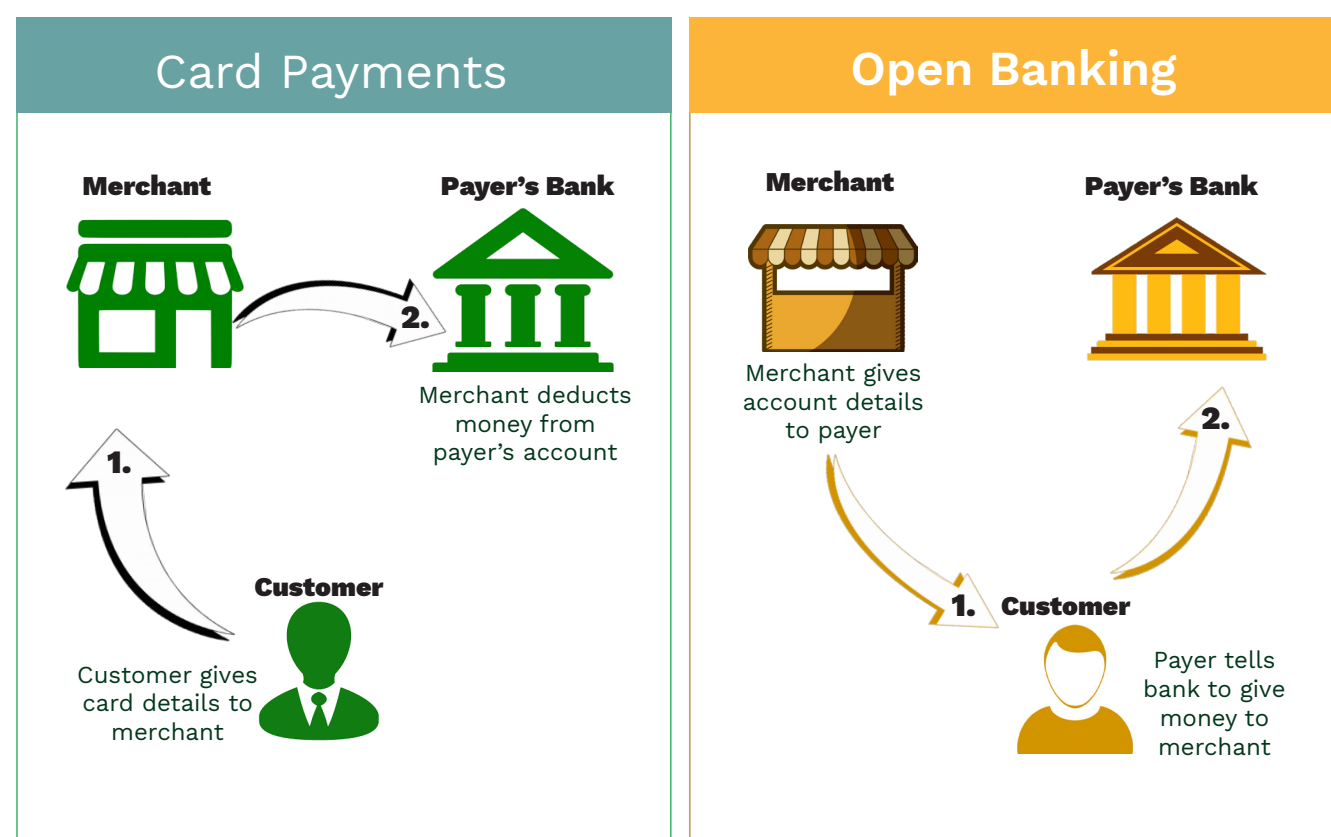 Card Payments
Merchant
Payer’s Bank
2.
Merchant deducts
money from
payer’s account
1.
Customer
Customer gives
card details to
merchant
Open Banking
Merchant
Payer’s Bank
Merchant gives
account details
to payer
2.
1.
Customer
Payer tells
bank to give
money to
merchant